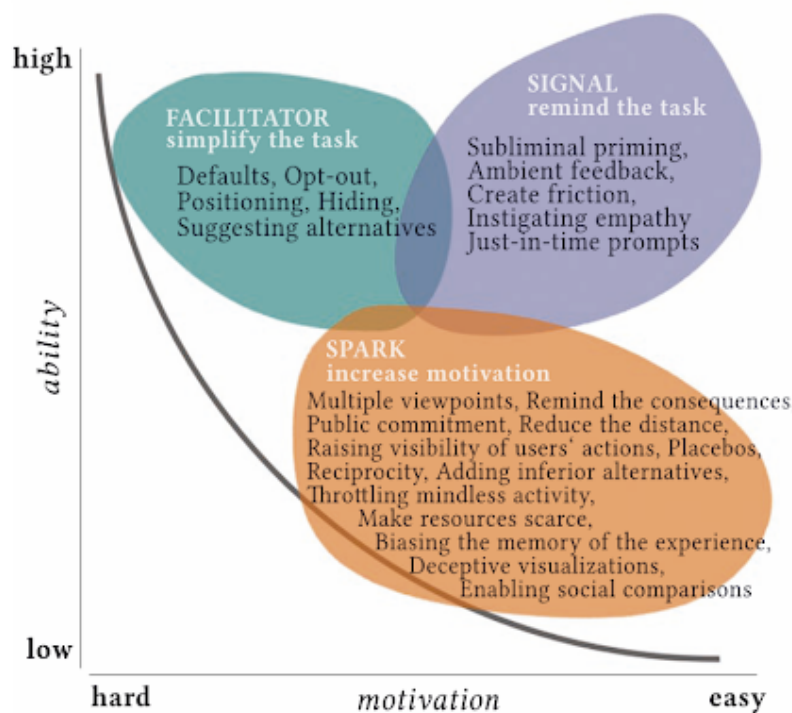 high
FACILITATOR
simplify the task
Defaults, Opt-out,
Positioning, Hiding,
Suggesting alternatives
SIGNAL
remind the task
Subliminal priming,
Ambient feedback,
Create friction,
Instigating empathy
Just-in-time prompts
ability
SPARK
increase motivation
Multiple viewpoints, Remind the consequences
Public commitment, Reduce the distance,
Raising visibility of users‘ actions, Placebos,
Reciprocity, Adding inferior alternatives,
Throttling mindless activity,
Make resources scarce,
Biasing the memory of the experience,
Deceptive visualizations,
Enabling social comparisons
low
hard
motivation
easy